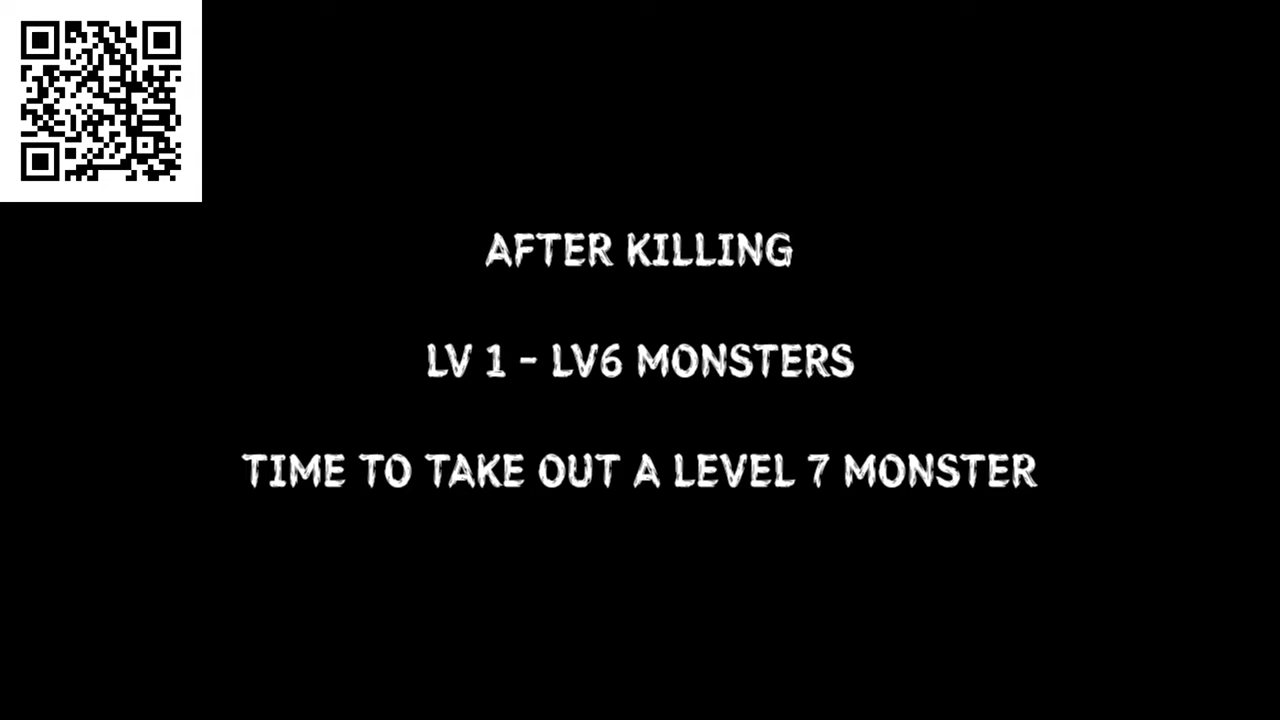 AFTER KILLING
LV 1 - LV6 MONSTERS
TIME TO TAKE OUT A LEVEL 7 MONSTER